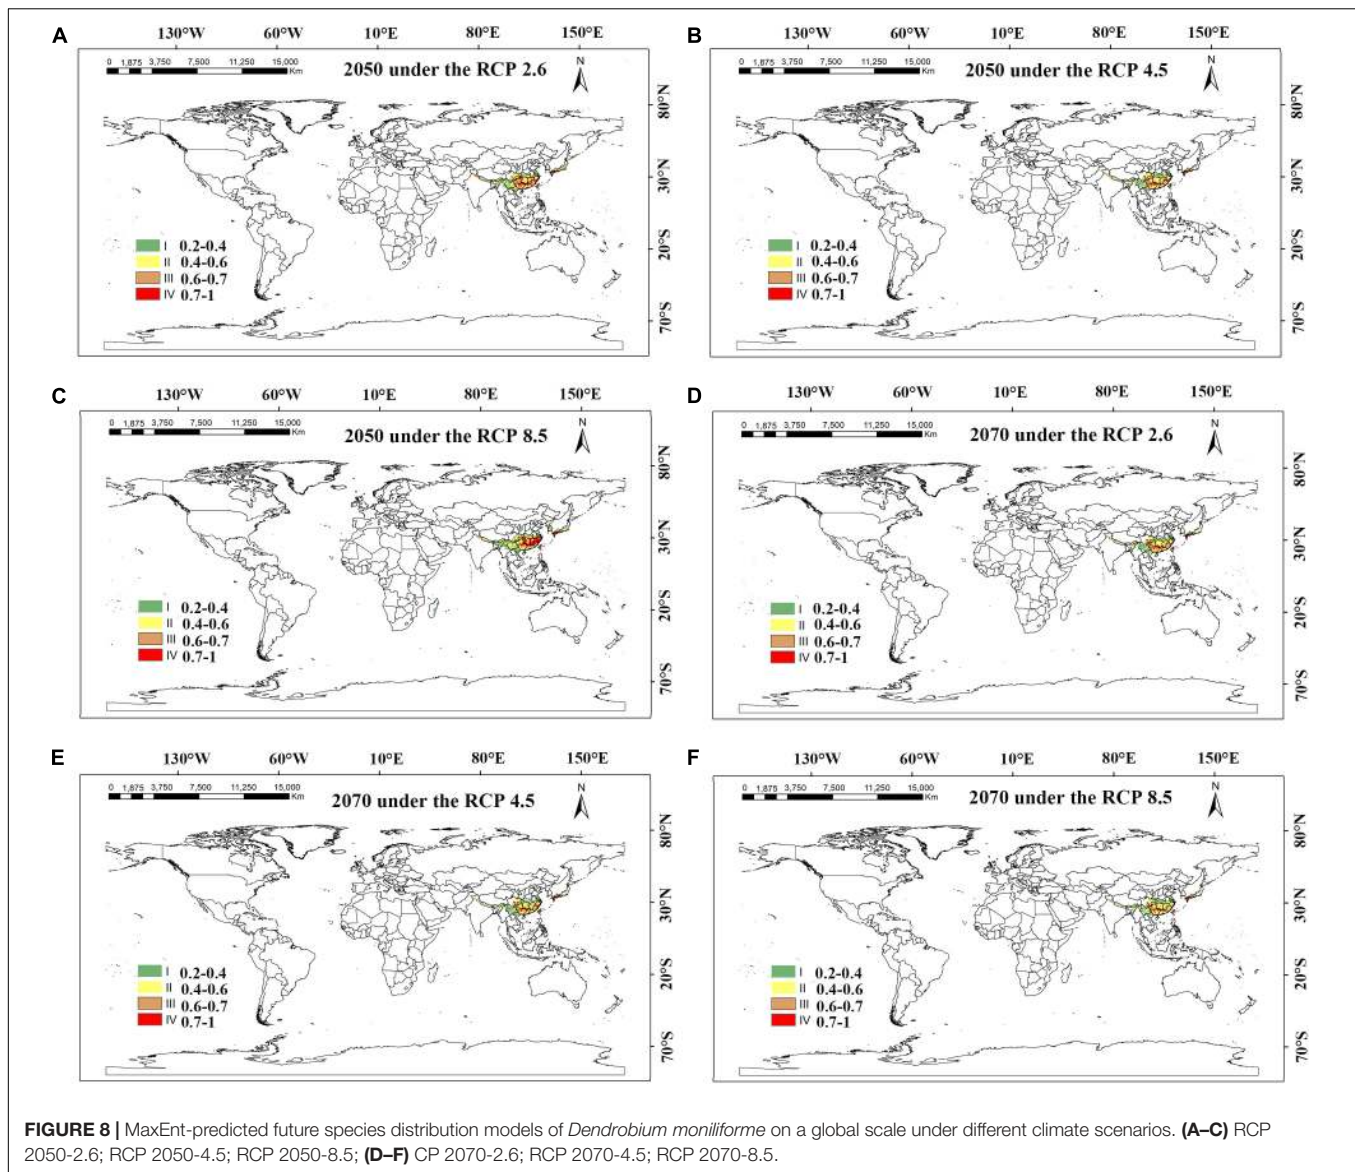 A
130°W 60°W 10°E 80°E 150°E
0 1,875 3,750 7,500 11,250 15,000
Km
2050 under the RCP 2.6
N
80°N
30°N
20°S
70°S
I 0.2-0.4
II 0.4-0.6
III 0.6-0.7
IV 0.7-1
B
130°W 60°W 10°E 80°E 150°E
0 1,875 3,750 7,500 11,250 15,000
Km
2050 under the RCP 4.5
N
80°N
30°N
20°S
70°S
I 0.2-0.4
II 0.4-0.6
III 0.6-0.7
IV 0.7-1
C
130°W 60°W 10°E 80°E 150°E
0 1,875 3,750 7,500 11,250 15,000
Km
2050 under the RCP 8.5
N
80°N
30°N
20°S
70°S
I 0.2-0.4
II 0.4-0.6
III 0.6-0.7
IV 0.7-1
D
130°W 60°W 10°E 80°E 150°E
0 1,875 3,750 7,500 11,250 15,000
Km
2070 under the RCP 2.6
N
80°N
30°N
20°S
70°S
I 0.2-0.4
II 0.4-0.6
III 0.6-0.7
IV 0.7-1
E
130°W 60°W 10°E 80°E 150°E
0 1,875 3,750 7,500 11,250 15,000
Km
2070 under the RCP 4.5
N
80°N
30°N
20°S
70°S
I 0.2-0.4
II 0.4-0.6
III 0.6-0.7
IV 0.7-1
F
130°W 60°W 10°E 80°E 150°E
0 1,875 3,750 7,500 11,250 15,000
Km
2070 under the RCP 8.5
N
80°N
30°N
20°S
70°S
I 0.2-0.4
II 0.4-0.6
III 0.6-0.7
IV 0.7-1
FIGURE 8 | MaxEnt-predicted future species distribution models of Dendrobium moniliforme on a global scale under different climate scenarios. (A–C) RCP
2050-2.6; RCP 2050-4.5; RCP 2050-8.5; (D–F) CP 2070-2.6; RCP 2070-4.5; RCP 2070-8.5.